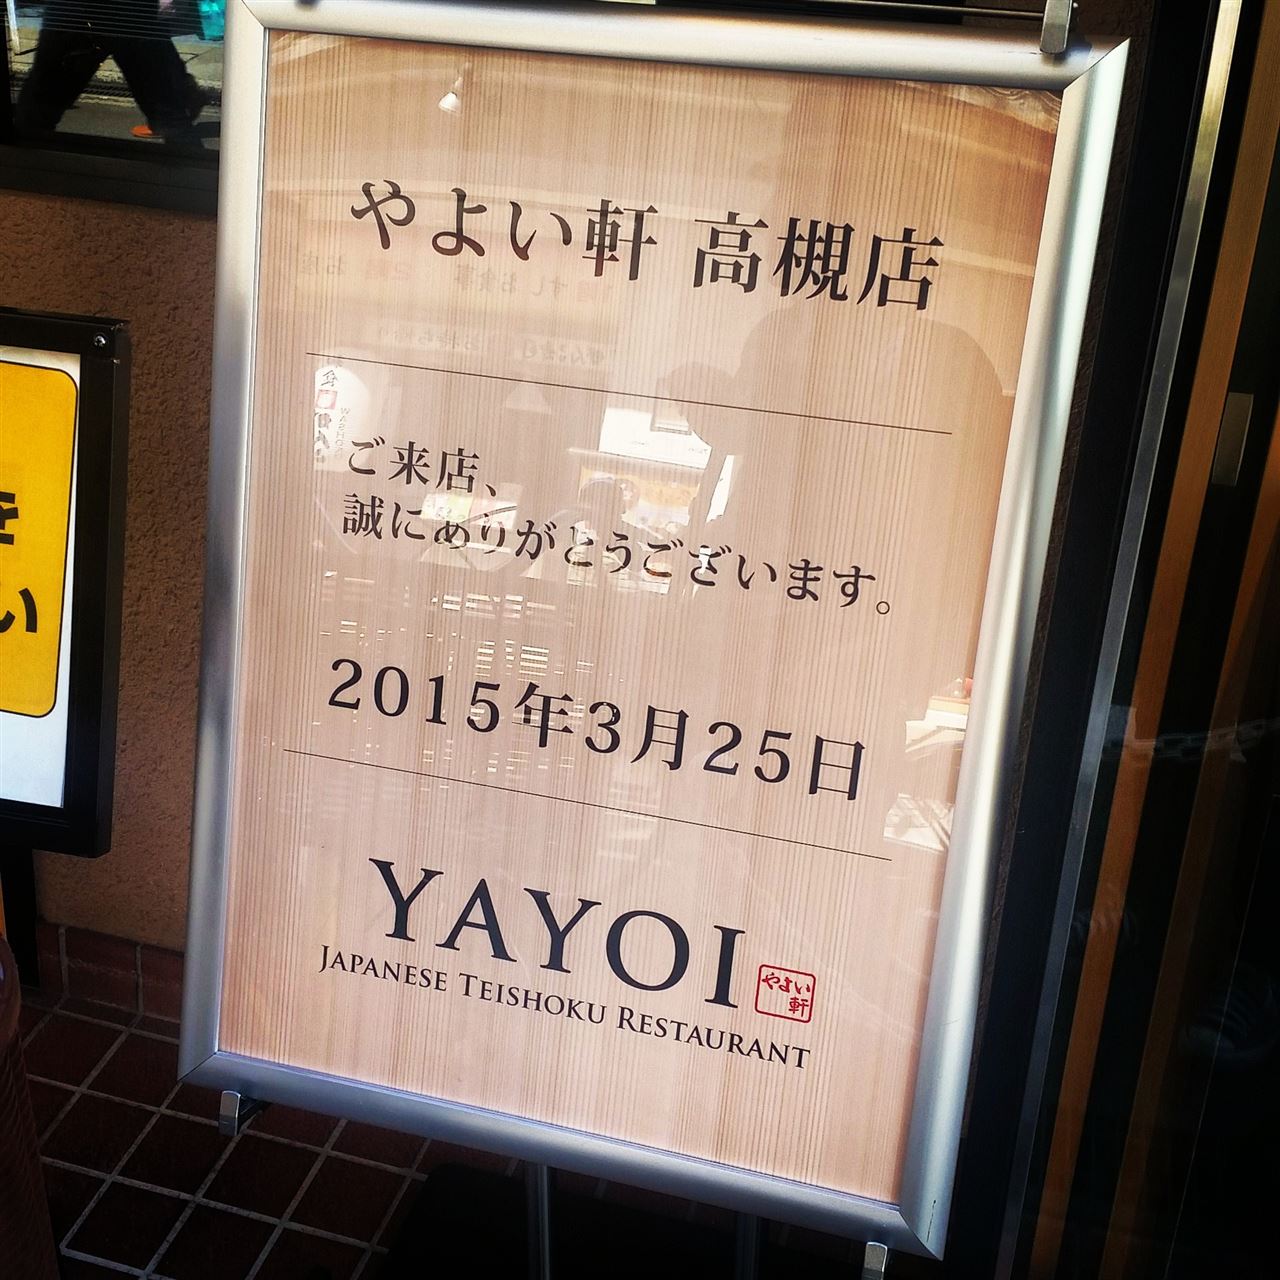 やよい軒 高槻店
ご来店、
誠にありがとうございます。
2015年3月25日
YAYOI
やよい
軒
JAPANESE TEISHOKU RESTAURANT
を
い